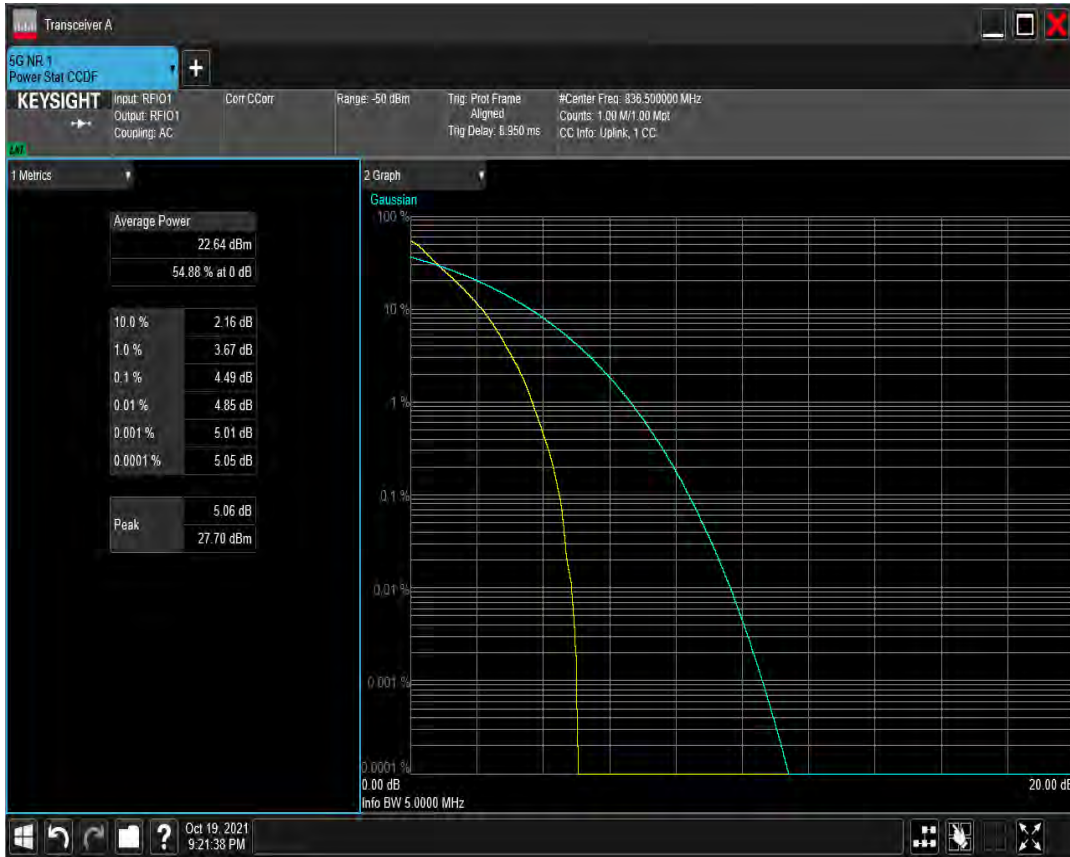 Transceiver A
5G NR 1
Power Stat CCDF
+
KEYSIGHT
Input: RFIO1
Output: RFIO1
Coupling: AC
Corr CCorr
Range: -50 dBm
Trig: Prot Frame
Aligned
Trig Delay: 8.950 ms
#Center Freq: 836.500000 MHz
Counts: 1.00 M/1.00 Mpt
CC Info: Uplink, 1 CC
1 Metrics
Average Power
22.64 dBm
54.88 % at 0 dB
10.0 % 2.16 dB
1.0 % 3.67 dB
0.1 % 4.49 dB
0.01 % 4.85 dB
0.001 % 5.01 dB
0.0001 % 5.05 dB
Peak
5.06 dB
27.70 dBm
2 Graph
Gaussian
100 %
10 %
1 %
0.1 %
0.01 %
0.001 %
0.0001 %
0.00 dB
20.00 dB
Info BW 5.0000 MHz
?
Oct 19, 2021
9:21:38 PM